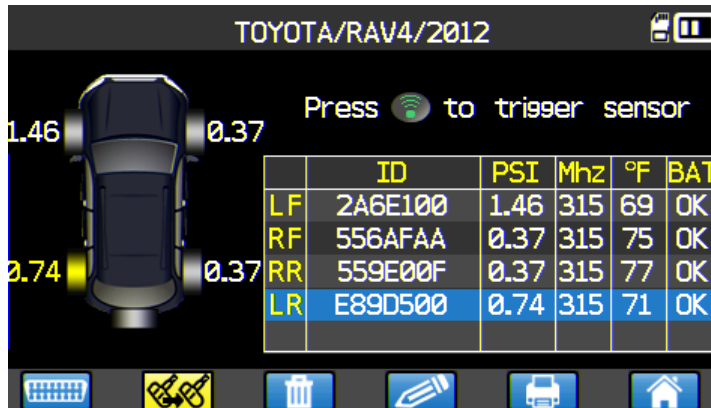 TOYOTA/RAV4/2012
Press to trigger sensor
1.46 0.37
ID PSI Mhz °F BAT
LF 2A6E100 1.46 315 69 OK
RF 556AFAA 0.37 315 75 OK
0.74 0.37 RR 559E00F 0.37 315 77 OK
LR E89D500 0.74 315 71 OK